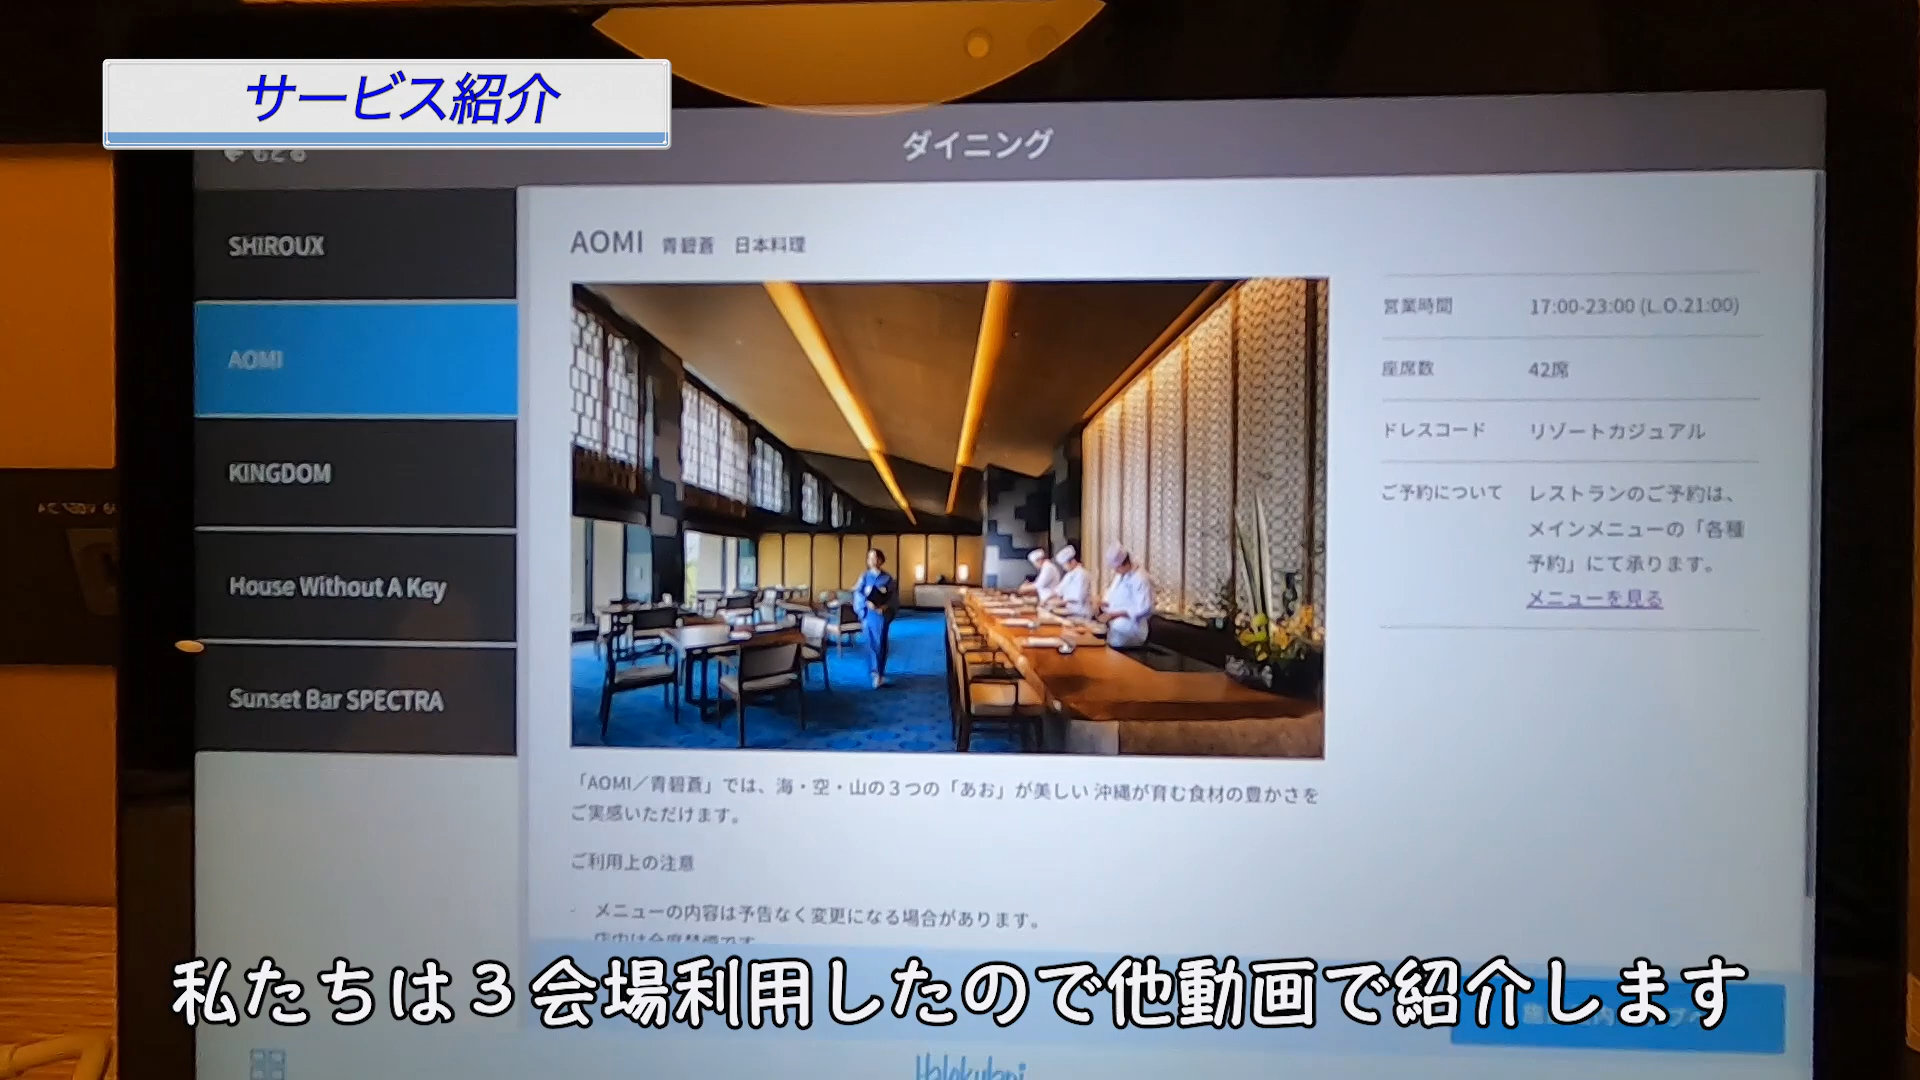 サービス紹介
ダイニング
SHIROUX
AOMI
KINGDOM
House Without A Key
Sunset Bar SPECTRA
AOMI 青碧蒼 日本料理
営業時間 17:00-23:00 (L.O.21:00)
座席数 42席
ドレスコード リゾートカジュアル
ご予約について レストランのご予約は、
メインメニューの「各種
予約」にて承ります。
メニューを見る
「AOMI／青碧蒼」では、海・空・山の３つの「あお」が美しい 沖縄が育む食材の豊かさを
ご実感いただけます。
ご利用上の注意
- メニューの内容は予告なく変更になる場合があります。
私たちは３会場利用したので他動画で紹介します
Halekulani